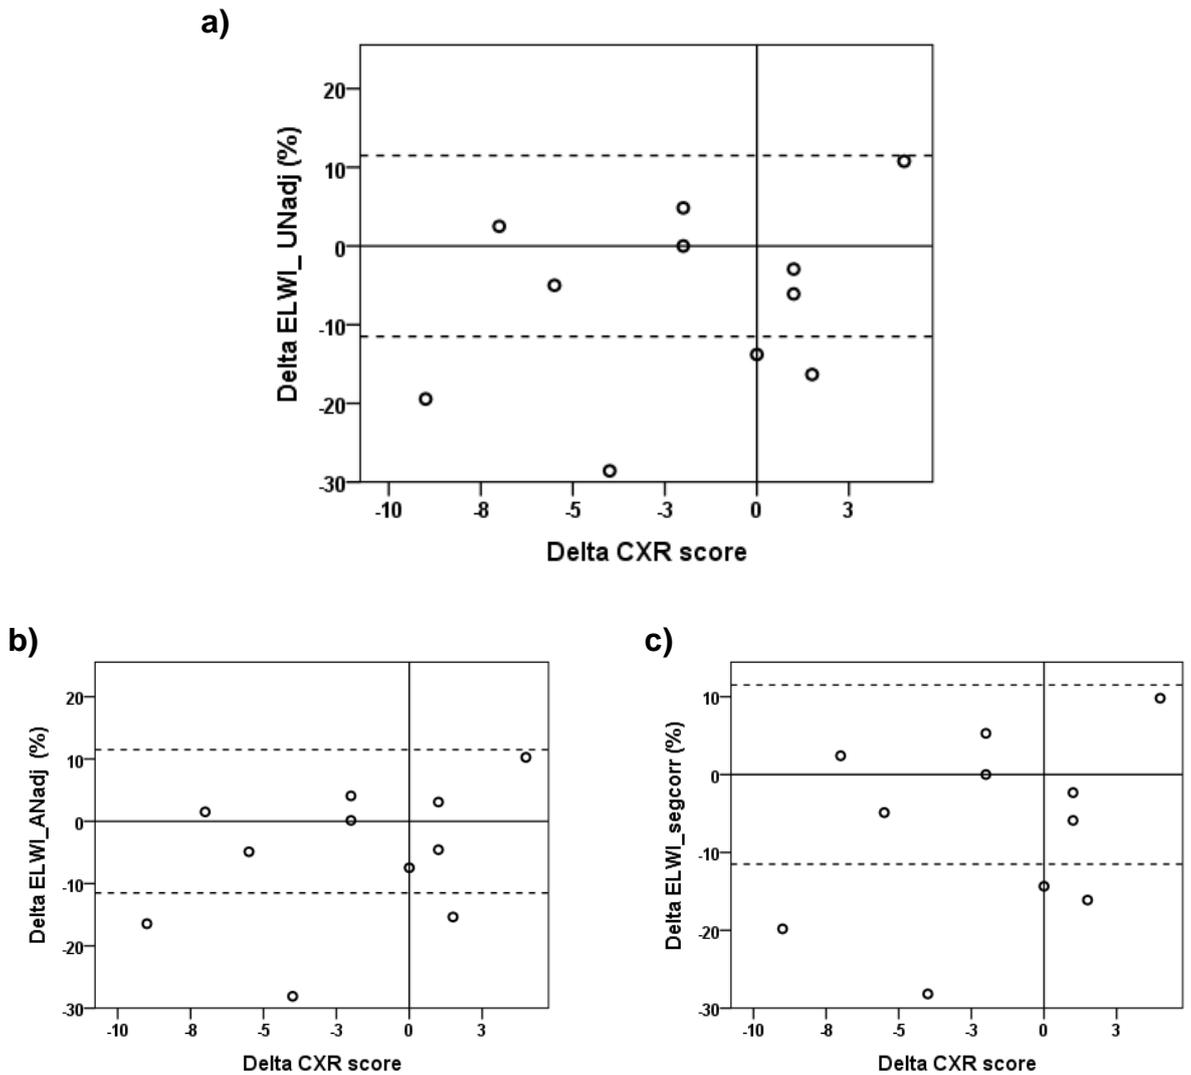 a)
Delta ELWI_ UNadj (%)
20
10
0
-10
-20
-30
-10 -8 -5 -3 0 3
Delta CXR score
b)
Delta ELWI_ANadj (%)
20
10
0
-10
-20
-30
-10 -8 -5 -3 0 3
Delta CXR score
c)
Delta ELWI_segcorr (%)
10
0
-10
-20
-30
-10 -8 -5 -3 0 3
Delta CXR score